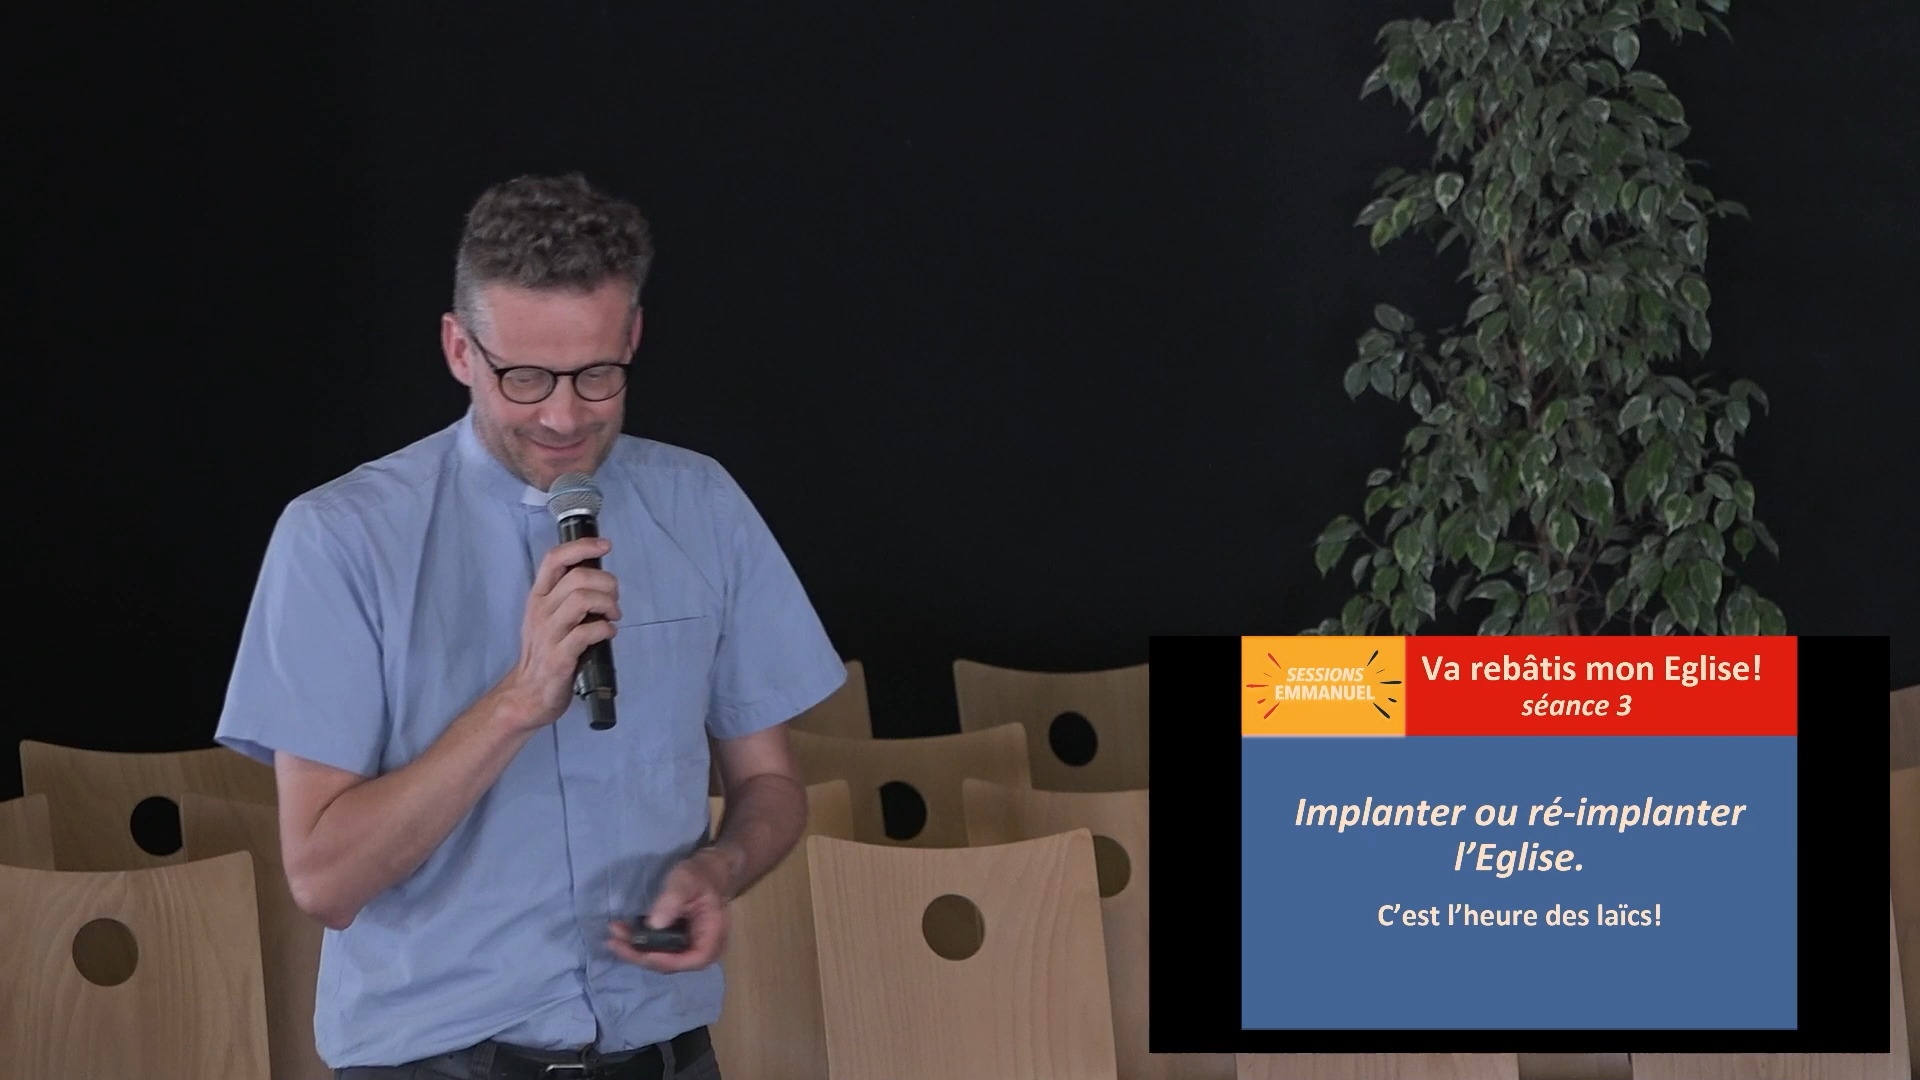 SESSIONS
EMMANUEL
Va rebâtis mon Eglise!
séance 3
Implanter ou ré-implanter
l’Eglise.
C’est l’heure des laïcs!